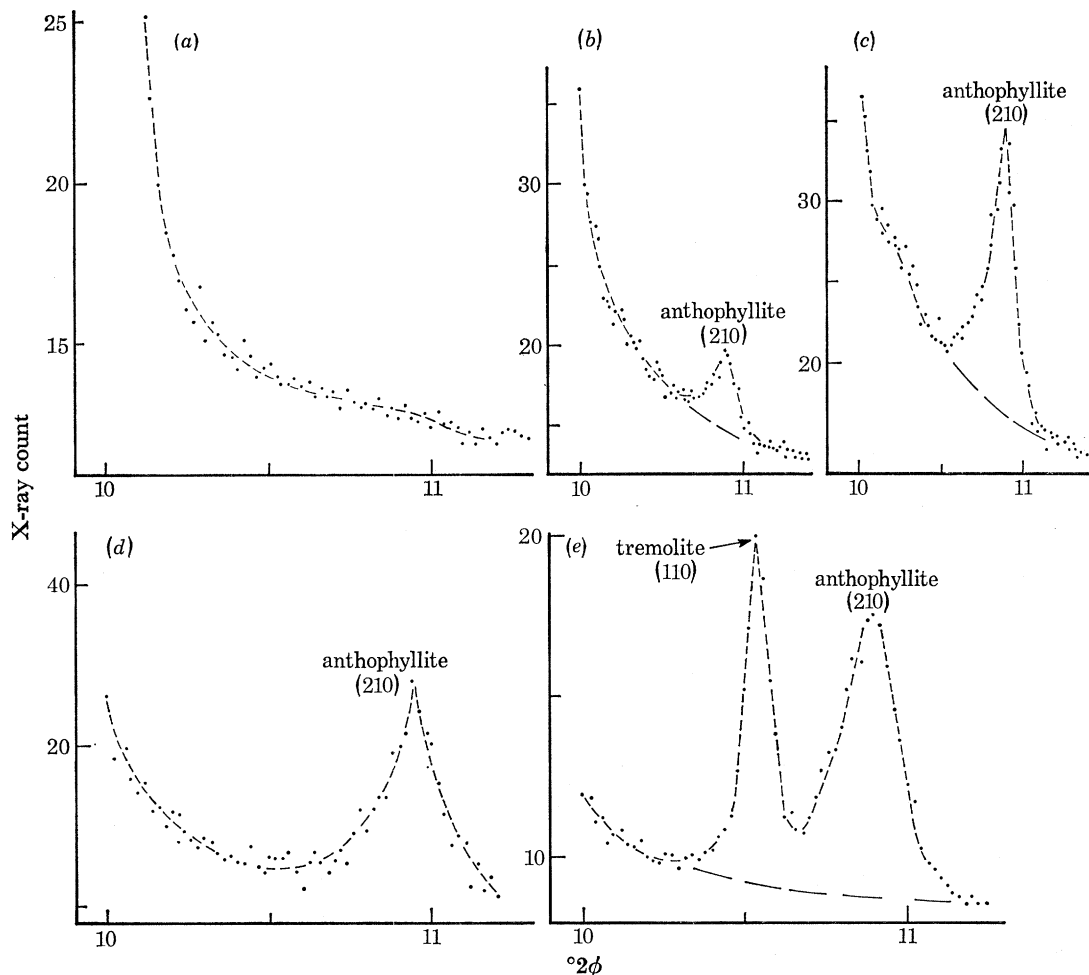 X-ray count
(a)
25
20
15
10
11
(b)
30
20
anthophyllite
(210)
10
11
(c)
30
20
anthophyllite
(210)
10
11
(d)
40
20
anthophyllite
(210)
10
11
(e)
20
10
tremolite
(110)
anthophyllite
(210)
10
11
°2ϕ